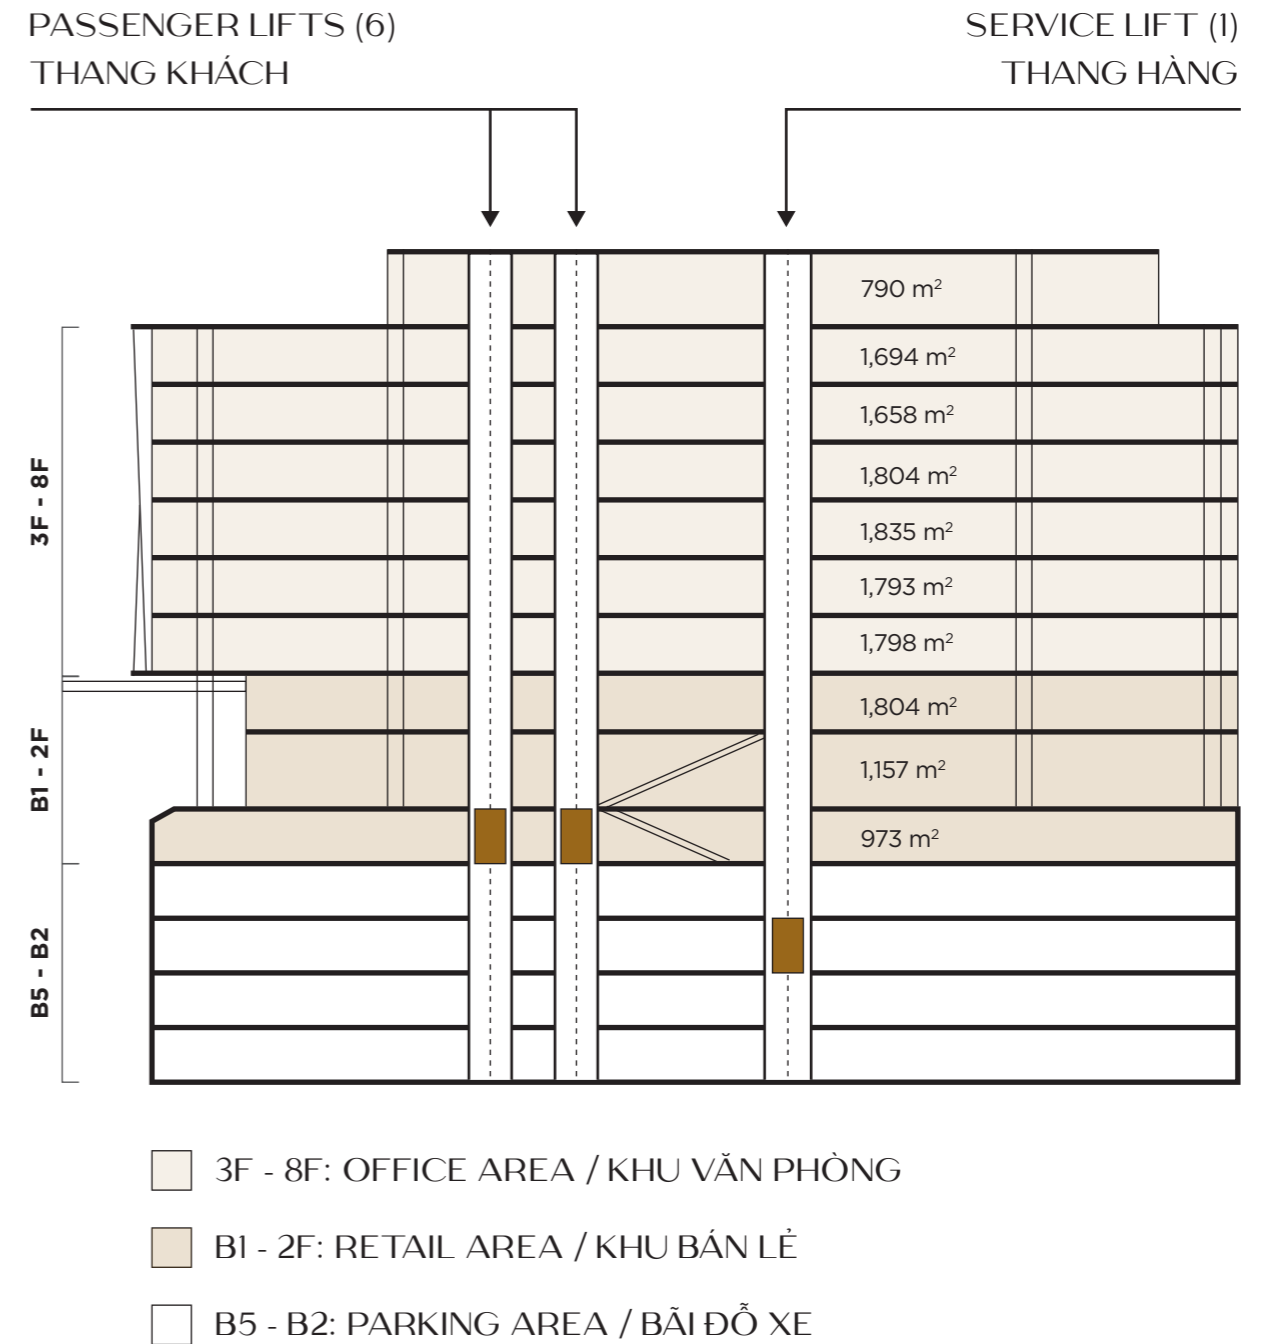 PASSENGER LIFTS (6)
THANG KHÁCH
SERVICE LIFT (1)
THANG HÀNG
790 m²
1,694 m²
1,658 m²
1,804 m²
1,835 m²
1,793 m²
1,798 m²
1,804 m²
1,157 m²
973 m²
3F - 8F
B1 - 2F
B5 - B2
3F - 8F: OFFICE AREA / KHU VĂN PHÒNG
B1 - 2F: RETAIL AREA / KHU BÁN LẺ
B5 - B2: PARKING AREA / BÃI ĐỖ XE